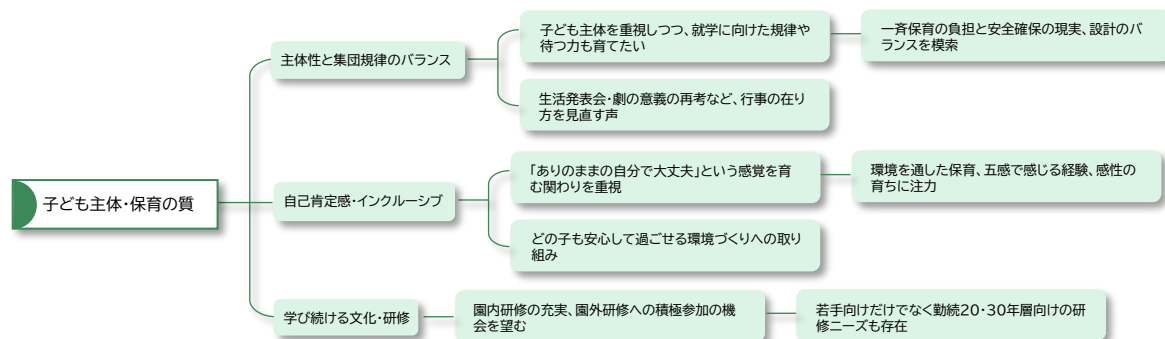 子ども主体・保育の質
主体性と集団規律のバランス
子ども主体を重視しつつ、就学に向けた規律や
待つ力も育てたい
一斉保育の負担と安全確保の現実、設計のバ
ランスを模索
生活発表会・劇の意義の再考など、行事の在り
方を見直す声
自己肯定感・インクルーシブ
「ありのままの自分で大丈夫」という感覚を育
む関わりを重視
環境を通した保育、五感で感じる経験、感性の
育ちに注力
どの子も安心して過ごせる環境づくりへの取り
組み
学び続ける文化・研修
園内研修の充実、園外研修への積極参加の機
会を望む
若手向けだけでなく勤続20・30年層向けの研
修ニーズも存在